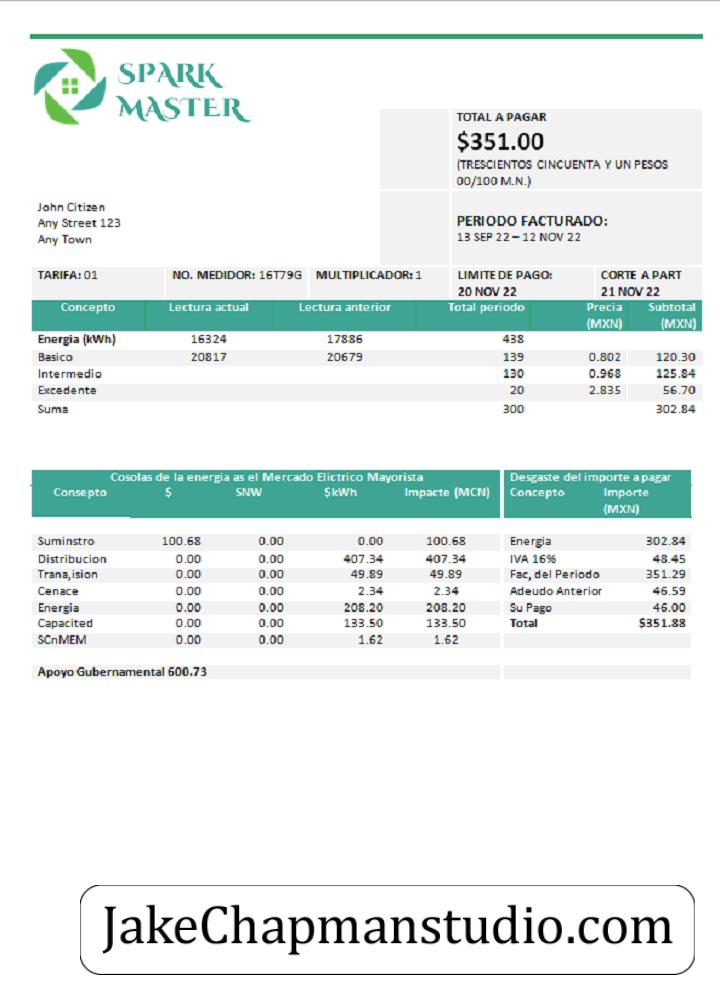 SPARK
MASTER
TOTAL A PAGAR
$351.00
(TRESCIENTOS CINCUENTA Y UN PESOS
00/100 M.N.)
John Citizen
Any Street 123
Any Town
PERIODO FACTURADO:
13 SEP 22 – 12 NOV 22
TARIFA: 01 NO. MEDIDOR: 16T79G MULTIPLICADOR: 1 LIMITE DE PAGO: CORTE A PART
20 NOV 22 21 NOV 22
Concepto Lectura actual Lectura anterior Total periodo Precia Subtotal
(MXN) (MXN)
Energia (kWh) 16324 17886 438
Basico 20817 20679 139 0.802 120.30
Intermedio 130 0.968 125.84
Excedente 20 2.835 56.70
Suma 300 302.84
Cosolas de la energia as el Mercado Elictrico Mayorista Desgaste del importe a pagar
Consepto $ SNW $kWh Impacte (MCN) Concepto Importe
(MXN)
Suminstro 100.68 0.00 0.00 100.68 Energia 302.84
Distribucion 0.00 0.00 407.34 407.34 IVA 16% 48.45
Trana,ision 0.00 0.00 49.89 49.89 Fac, del Periodo 351.29
Cenace 0.00 0.00 2.34 2.34 Adeudo Anterior 46.59
Energia 0.00 0.00 208.20 208.20 Su Pago 46.00
Capacited 0.00 0.00 133.50 133.50 Total $351.88
SCnMEM 0.00 0.00 1.62 1.62
Apoyo Gubernamental 600.73
JakeChapmanstudio.com